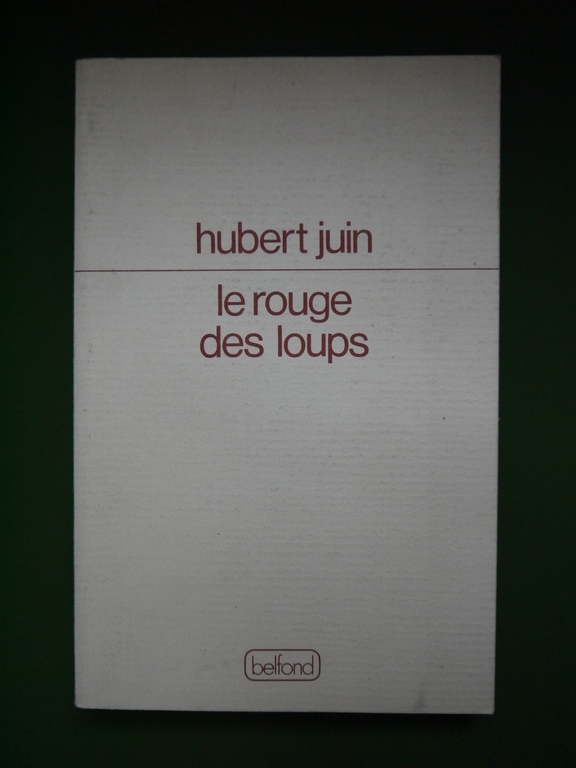 hubert juin
le rouge
des loups
belfond